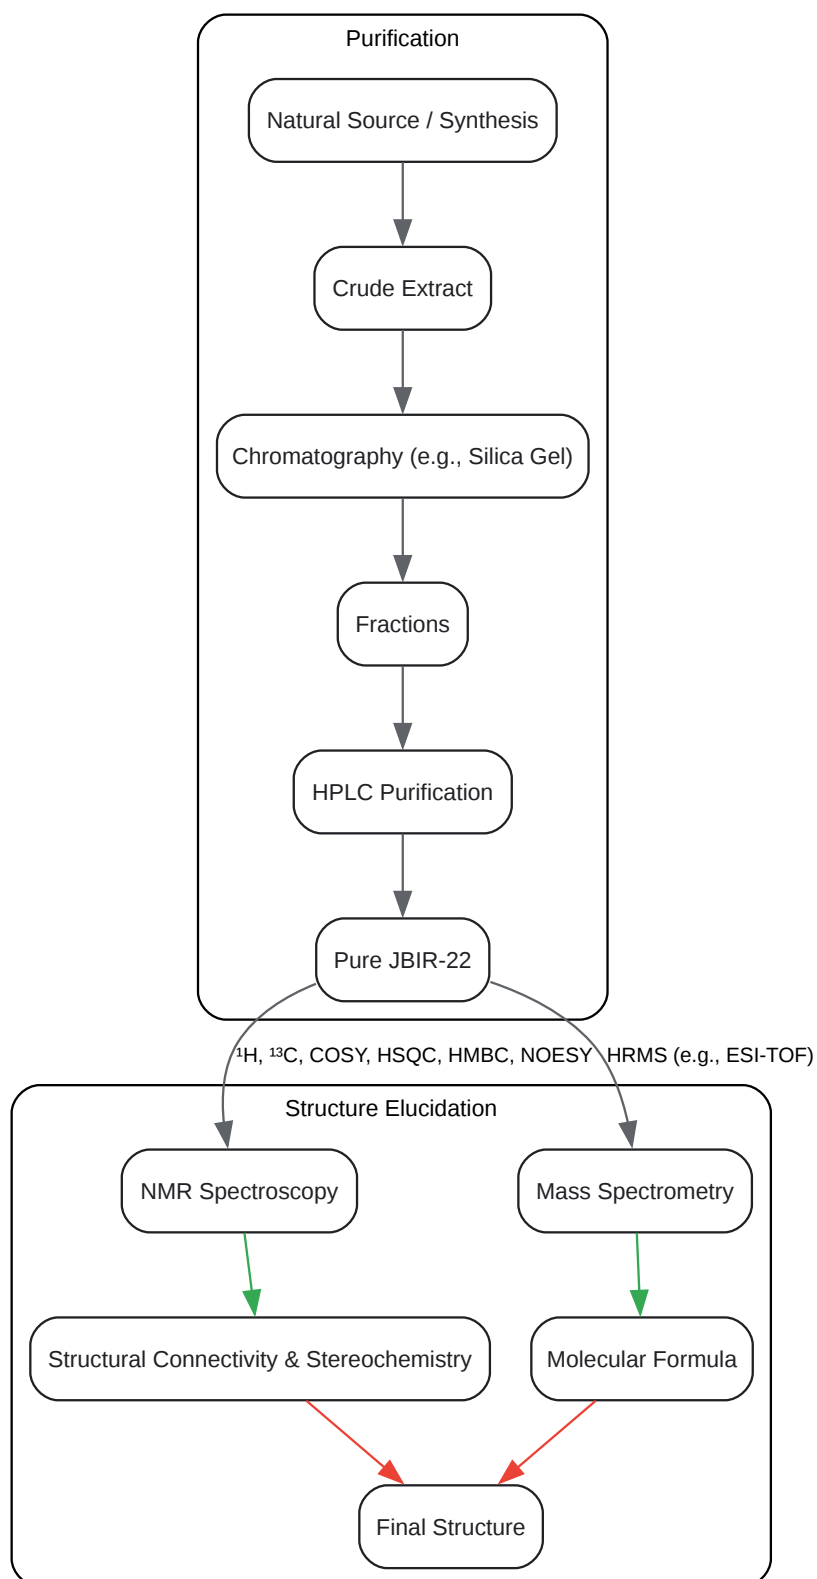 Purification
Natural Source / Synthesis
Crude Extract
Chromatography (e.g., Silica Gel)
Fractions
HPLC Purification
Pure JBIR-22
¹H, ¹³C, COSY, HSQC, HMBC, NOESY
HRMS (e.g., ESI-TOF)
Structure Elucidation
NMR Spectroscopy
Mass Spectrometry
Structural Connectivity & Stereochemistry
Molecular Formula
Final Structure